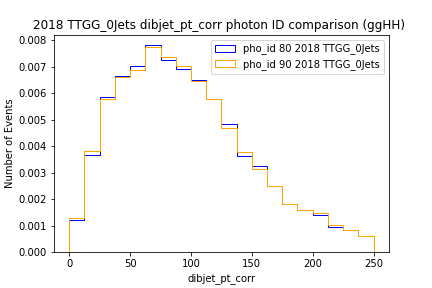 2018 TTGG_0Jets dibjet_pt_corr photon ID comparison (ggHH)
pho_id 80 2018 TTGG_0Jets
pho_id 90 2018 TTGG_0Jets
Number of Events
0.008
0.007
0.006
0.005
0.004
0.003
0.002
0.001
0.000
0 50 100 150 200 250
dibjet_pt_corr